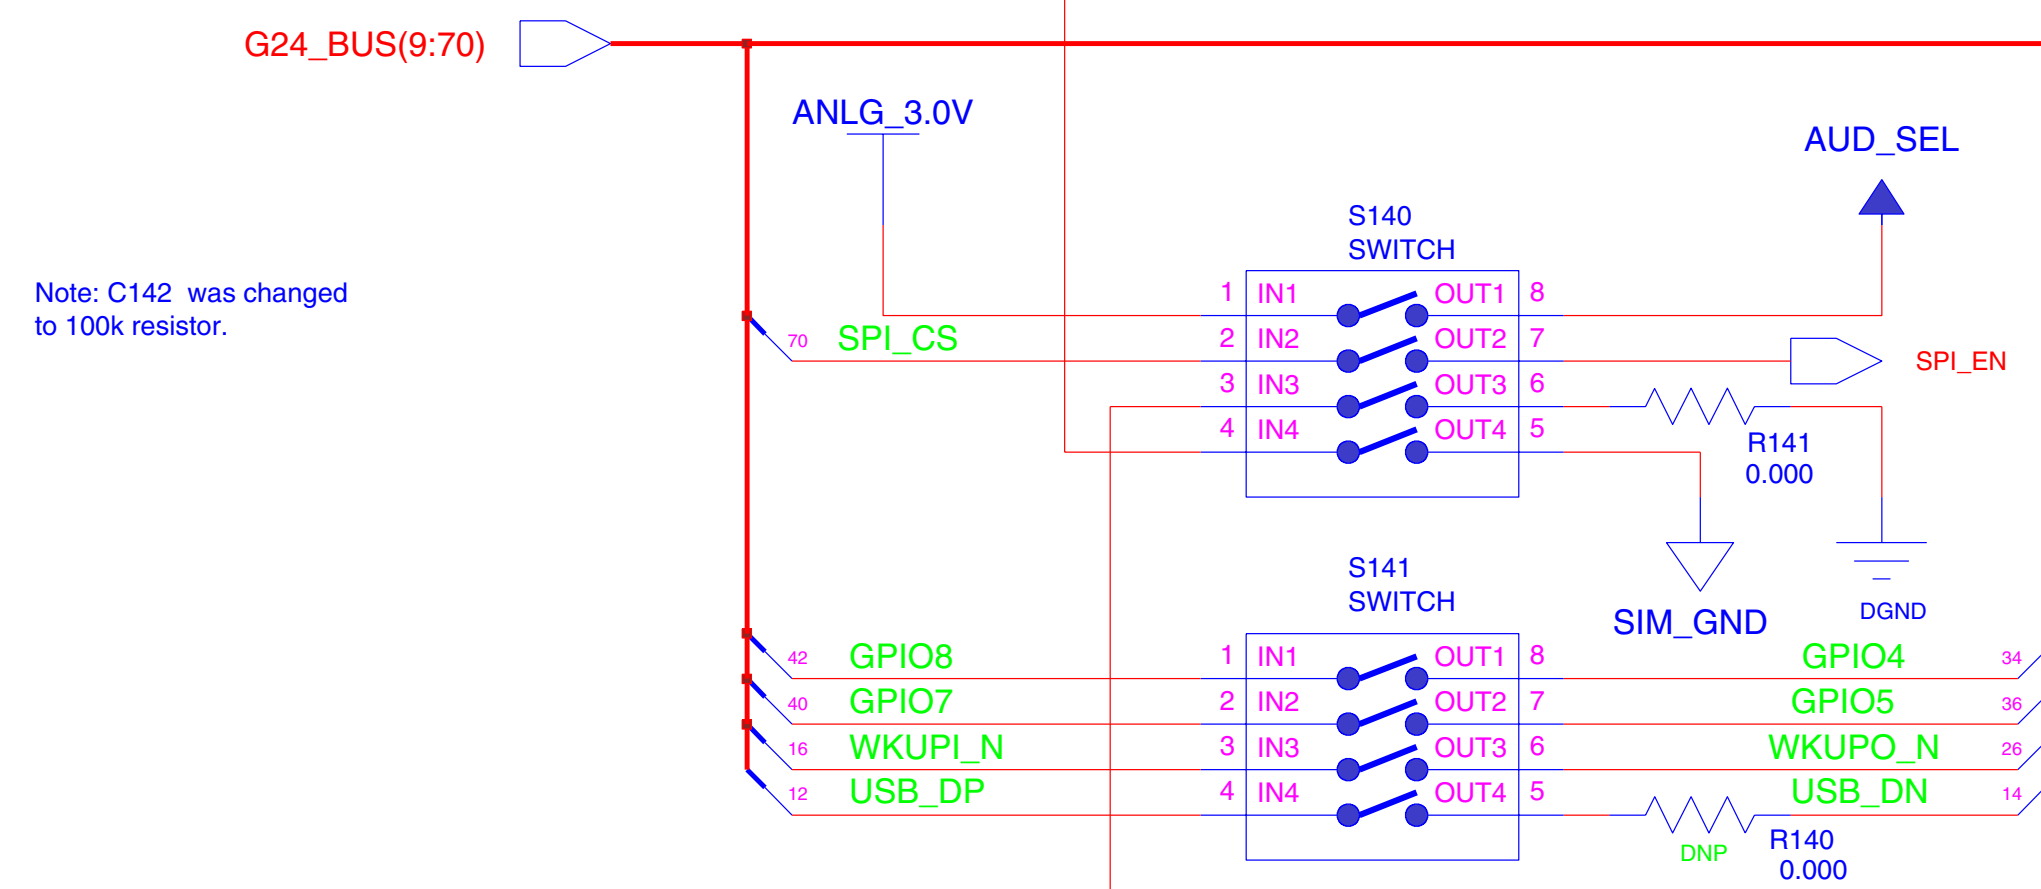 G24_BUS(9:70)
ANLG_3.0V
AUD_SEL
S140
SWITCH
Note: C142  was changed
to 100k resistor.
1 IN1 OUT1 8
70 SPI_CS 2 IN2 OUT2 7
SPI_EN
3 IN3 OUT3 6
4 IN4 OUT4 5
R141
0.000
S141
SWITCH
SIM_GND
DGND
42 GPIO8 1 IN1 OUT1 8 GPIO4 34
40 GPIO7 2 IN2 OUT2 7 GPIO5 36
16 WKUPI_N 3 IN3 OUT3 6 WKUPO_N 26
12 USB_DP 4 IN4 OUT4 5 USB_DN 14
R140
DNP
0.000